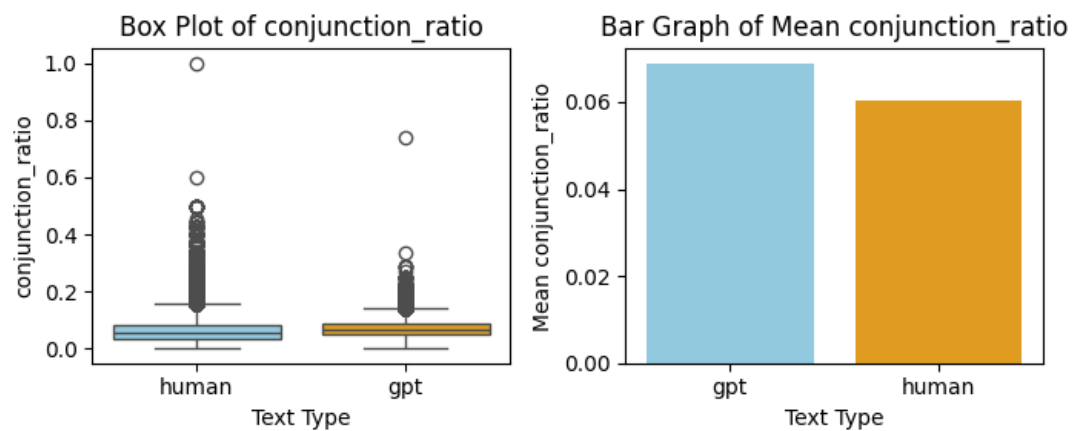 Box Plot of conjunction_ratio
conjunction_ratio
1.0
0.8
0.6
0.4
0.2
0.0
human gpt
Text Type
Bar Graph of Mean conjunction_ratio
Mean conjunction_ratio
0.06
0.04
0.02
0.00
gpt human
Text Type